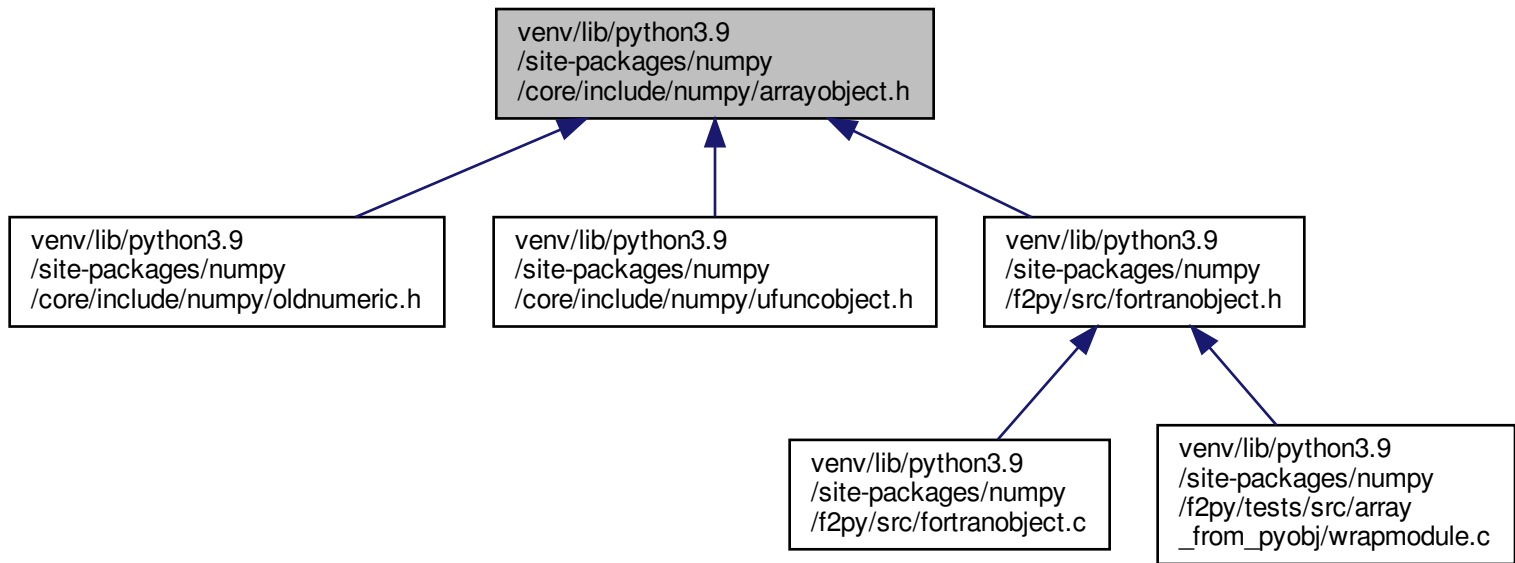 venv/lib/python3.9
/site-packages/numpy
/core/include/numpy/arrayobject.h
venv/lib/python3.9
/site-packages/numpy
/core/include/numpy/oldnumeric.h
venv/lib/python3.9
/site-packages/numpy
/core/include/numpy/ufuncobject.h
venv/lib/python3.9
/site-packages/numpy
/f2py/src/fortranobject.h
venv/lib/python3.9
/site-packages/numpy
/f2py/src/fortranobject.c
venv/lib/python3.9
/site-packages/numpy
/f2py/tests/src/array
_from_pyobj/wrapmodule.c